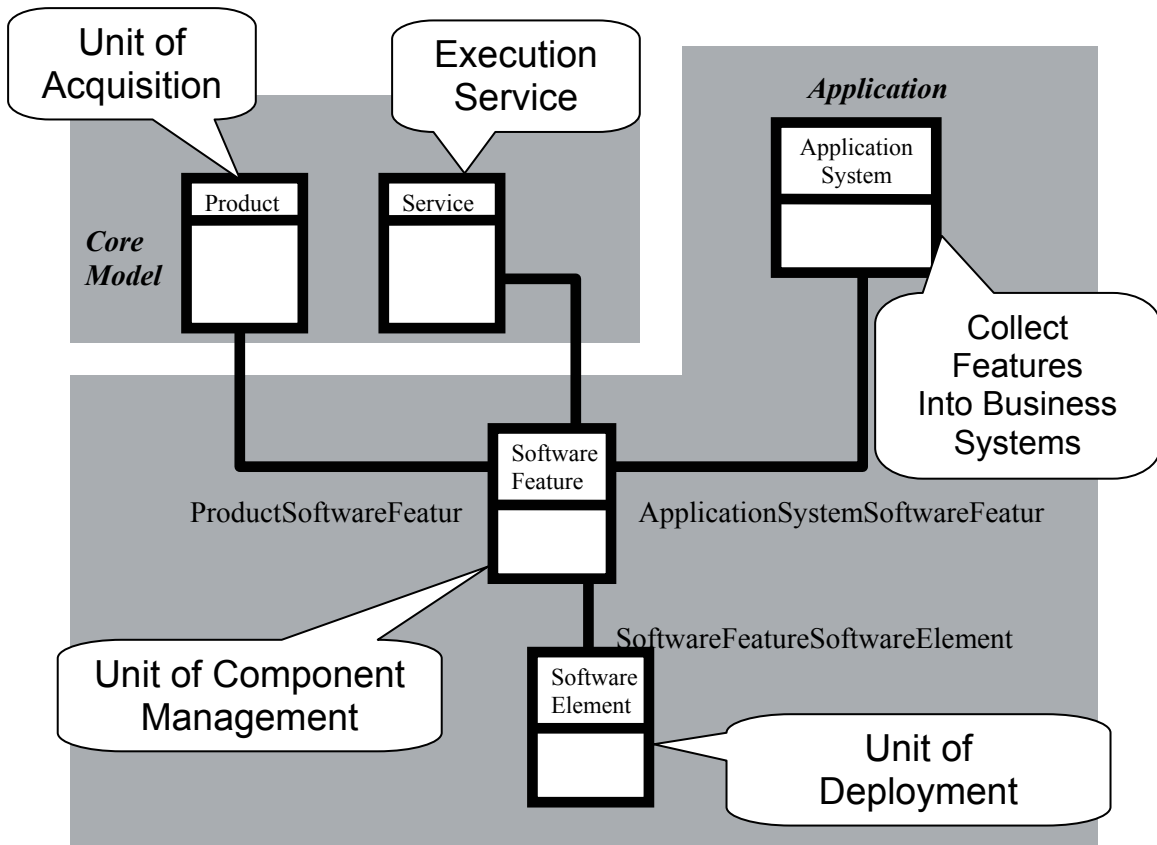 Unit of
Acquisition
Execution
Service
Application
Application
System
Product
Service
Core
Model
Collect
Features
Into Business
Systems
Software
Feature
ProductSoftwareFeatur
ApplicationSystemSoftwareFeatur
SoftwareFeatureSoftwareElement
Unit of Component
Management
Software
Element
Unit of
Deployment